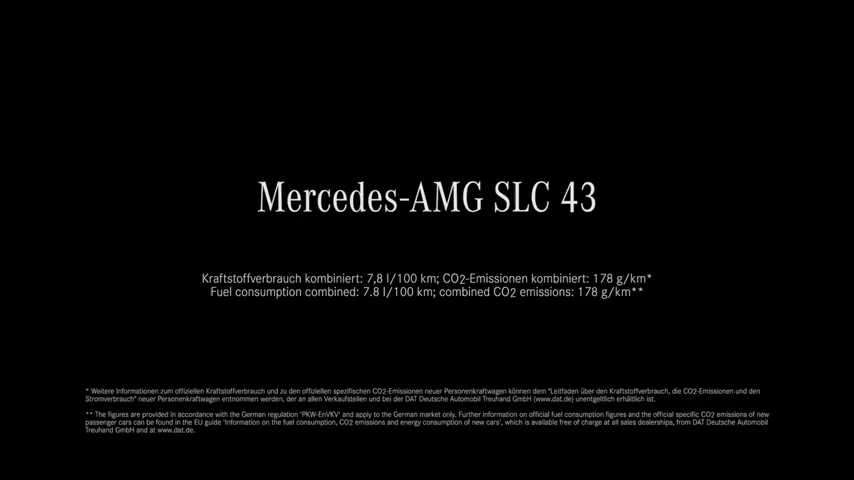 Mercedes-AMG SLC 43
Kraftstoffverbrauch kombiniert: 7,8 l/100 km; CO2-Emissionen kombiniert: 178 g/km*
Fuel consumption combined: 7.8 l/100 km; combined CO2 emissions: 178 g/km**
* Weitere Informationen zum offiziellen Kraftstoffverbrauch und zu den offiziellen spezifischen CO2-Emissionen neuer Personenkraftwagen können dem "Leitfaden über den Kraftstoffverbrauch, die CO2-Emissionen und den
Stromverbrauch" neuer Personenkraftwagen entnommen werden, der an allen Verkaufstellen und bei der DAT Deutsche Automobil Treuhand GmbH (www.dat.de) unentgeltlich erhältlich ist.
** The figures are provided in accordance with the German regulation 'PKW-EnVKV' and apply to the German market only. Further information on official fuel consumption figures and the official specific CO2 emissions of new
passenger cars can be found in the EU guide 'Information on the fuel consumption, CO2 emissions and energy consumption of new cars', which is available free of charge at all sales dealerships, from DAT Deutsche Automobil
Treuhand GmbH and at www.dat.de.